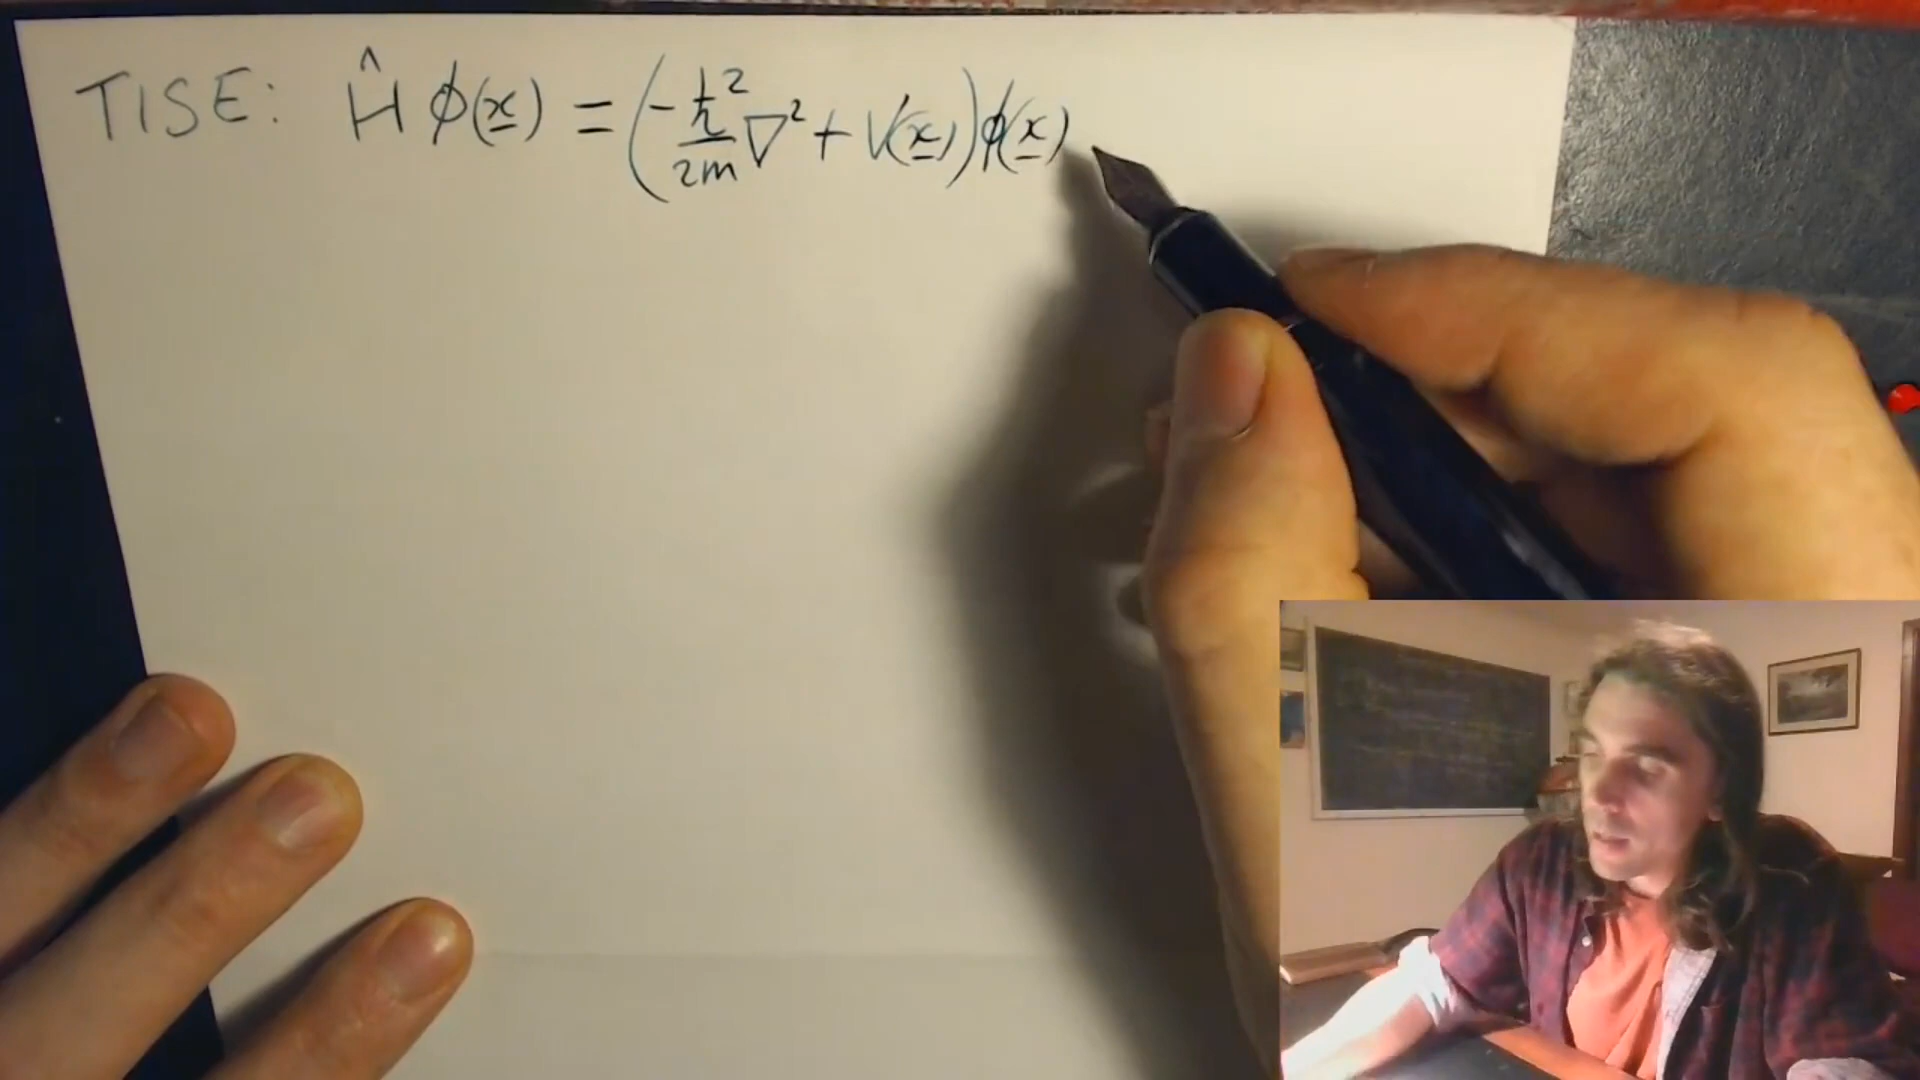 TISE: Ĥ ϕ(x̲) = (-ħ²/2m ∇² + V(x̲))ϕ(x̲)